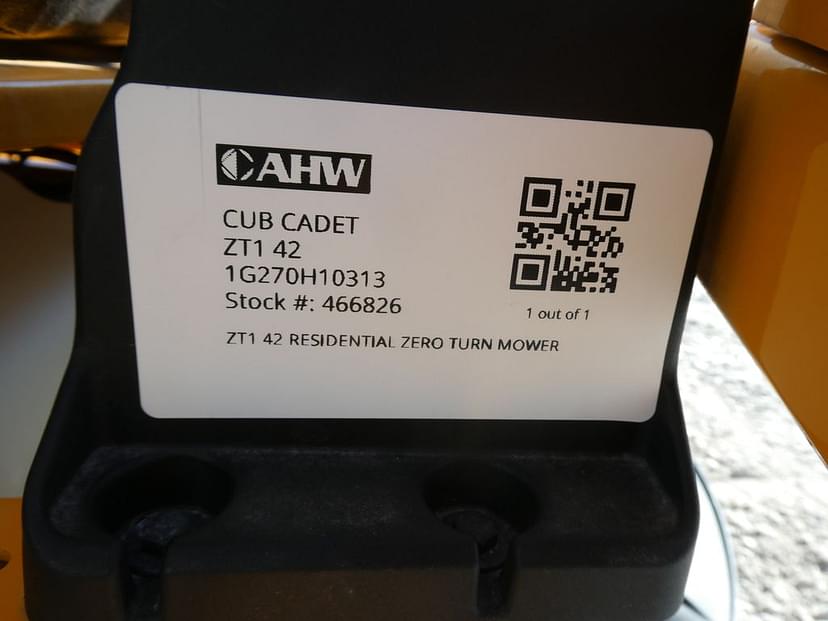 AHW
CUB CADET
ZT1 42
1G270H10313
Stock #: 466826
1 out of 1
ZT1 42 RESIDENTIAL ZERO TURN MOWER